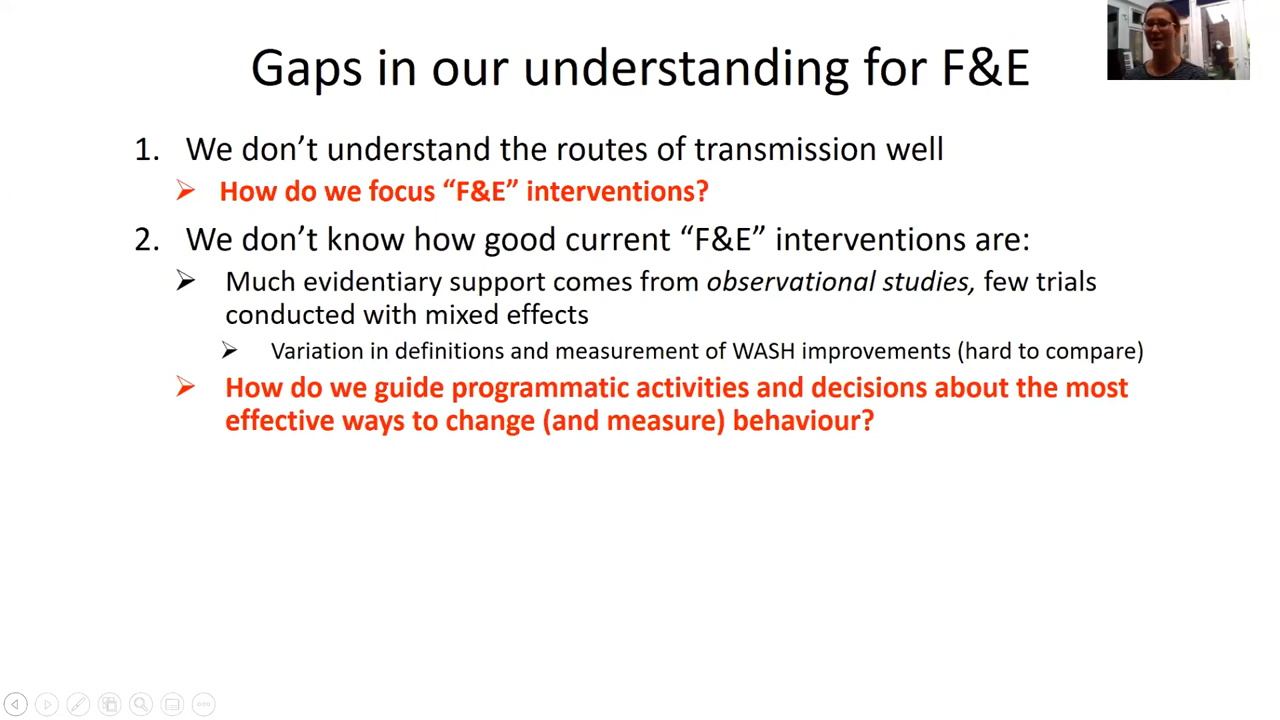 Gaps in our understanding for F&E
1. We don’t understand the routes of transmission well
How do we focus “F&E” interventions?
2. We don’t know how good current “F&E” interventions are:
Much evidentiary support comes from observational studies, few trials
conducted with mixed effects
Variation in definitions and measurement of WASH improvements (hard to compare)
How do we guide programmatic activities and decisions about the most
effective ways to change (and measure) behaviour?